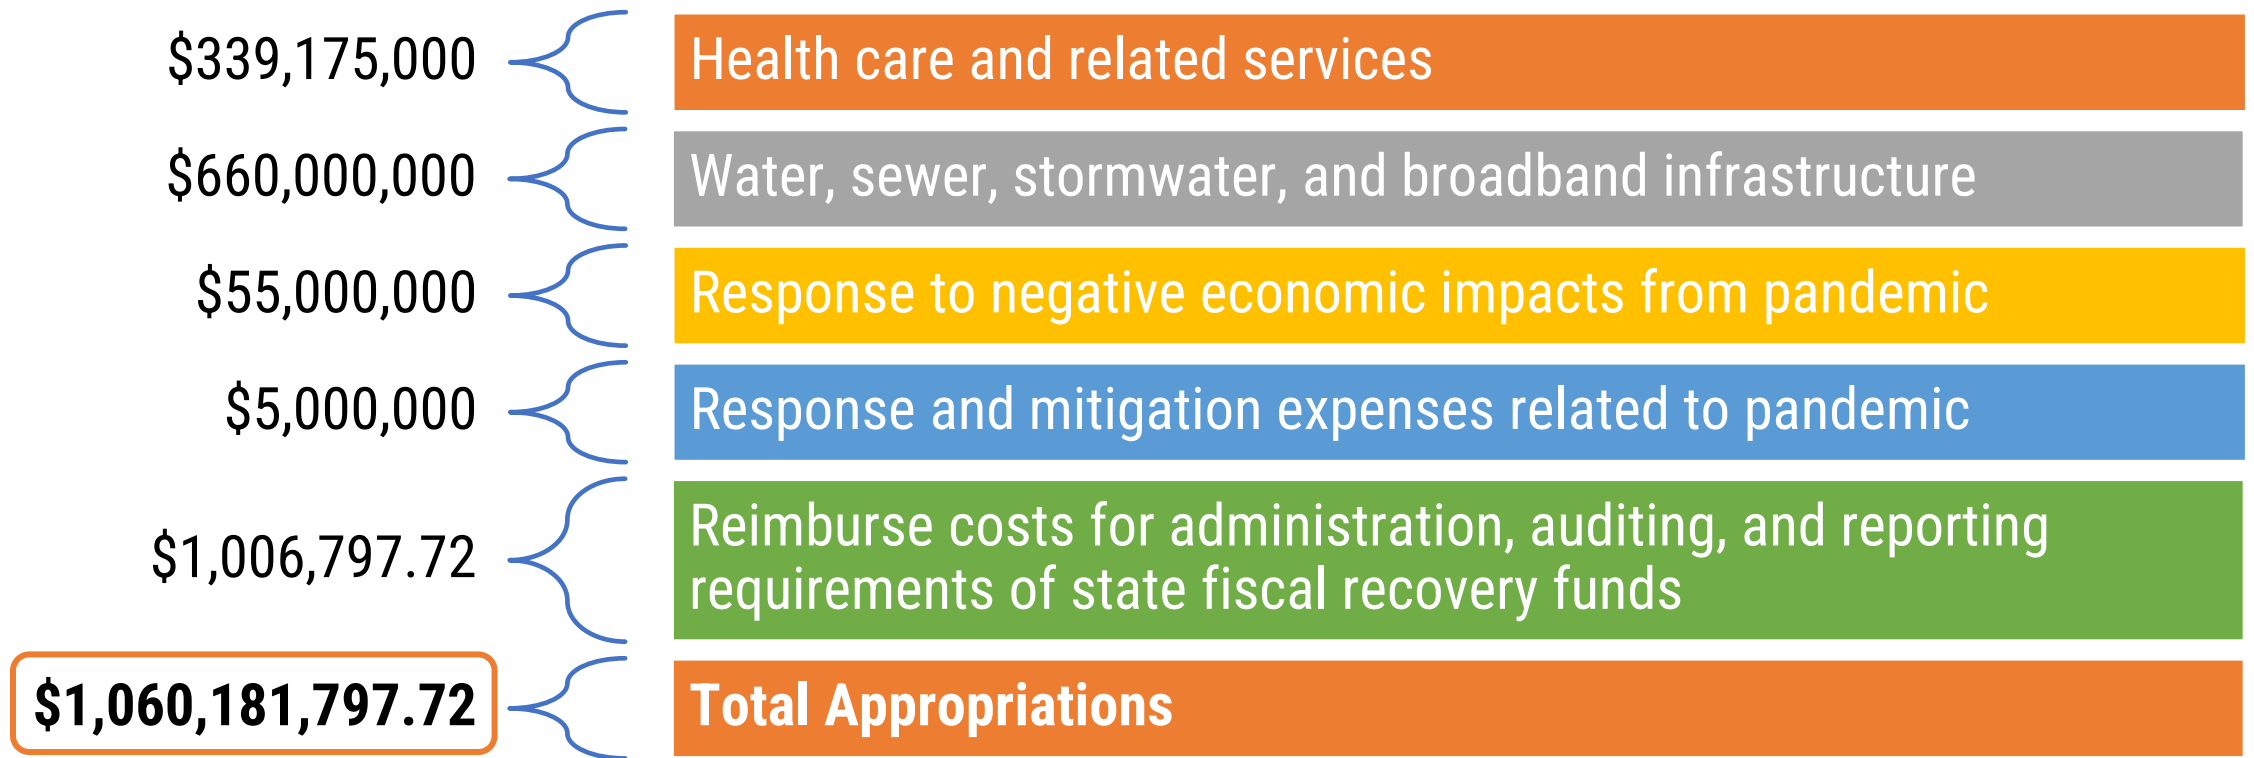 $339,175,000 Health care and related services
$660,000,000 Water, sewer, stormwater, and broadband infrastructure
$55,000,000 Response to negative economic impacts from pandemic
$5,000,000 Response and mitigation expenses related to pandemic
$1,006,797.72 Reimburse costs for administration, auditing, and reporting
requirements of state fiscal recovery funds
$1,060,181,797.72 Total Appropriations